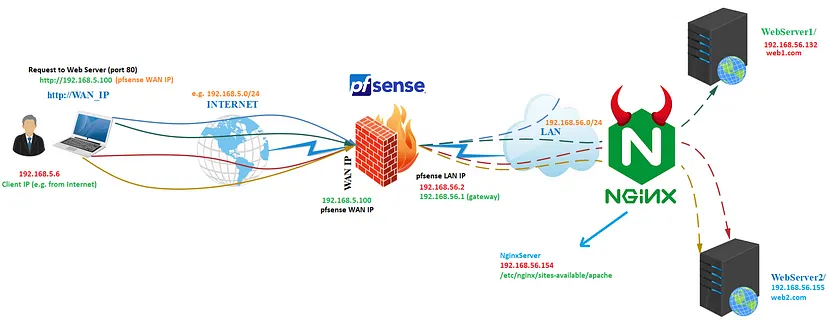 Request to Web Server (port 80)
http://192.168.5.100 (pfsense WAN IP)
http://WAN_IP
192.168.5.6
Client IP (e.g. from Internet)
e.g. 192.168.5.0/24
INTERNET
pfsense
WAN IP
192.168.5.100
pfsense WAN IP
pfsense LAN IP
192.168.56.2
192.168.56.1 (gateway)
192.168.56.0/24
LAN
N
NGINX
NginxServer
192.168.56.154
/etc/nginx/sites-available/apache
WebServer1/
192.168.56.132
web1.com
WebServer2/
192.168.56.155
web2.com